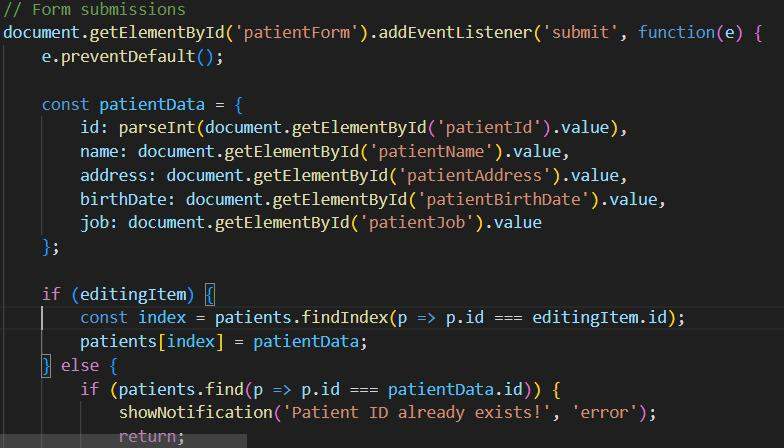 // Form submissions
document.getElementById('patientForm').addEventListener('submit', function(e) {
    e.preventDefault();

    const patientData = {
        id: parseInt(document.getElementById('patientId').value),
        name: document.getElementById('patientName').value,
        address: document.getElementById('patientAddress').value,
        birthDate: document.getElementById('patientBirthDate').value,
        job: document.getElementById('patientJob').value
    };

    if (editingItem) {
        const index = patients.findIndex(p => p.id === editingItem.id);
        patients[index] = patientData;
    } else {
        if (patients.find(p => p.id === patientData.id)) {
            showNotification('Patient ID already exists!', 'error');
            return;